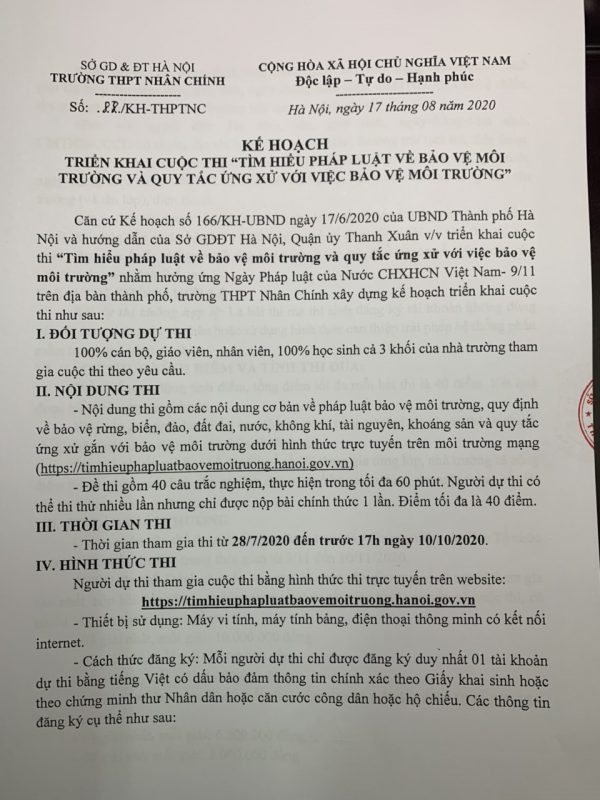 SỞ GD & ĐT HÀ NỘI
TRƯỜNG THPT NHÂN CHÍNH
Số: .88./KH-THPTNC
CỘNG HÒA XÃ HỘI CHỦ NGHĨA VIỆT NAM
Độc lập – Tự do – Hạnh phúc
Hà Nội, ngày 17 tháng 08 năm 2020
KẾ HOẠCH
TRIỂN KHAI CUỘC THI “TÌM HIỂU PHÁP LUẬT VỀ BẢO VỆ MÔI
TRƯỜNG VÀ QUY TẮC ỨNG XỬ VỚI VIỆC BẢO VỆ MÔI TRƯỜNG”
Căn cứ Kế hoạch số 166/KH-UBND ngày 17/6/2020 của UBND Thành phố Hà
Nội và hướng dẫn của Sở GDĐT Hà Nội, Quận ủy Thanh Xuân v/v triển khai cuộc
thi “Tìm hiểu pháp luật về bảo vệ môi trường và quy tắc ứng xử với việc bảo vệ
môi trường” nhằm hưởng ứng Ngày Pháp luật của Nước CHXHCN Việt Nam- 9/11
trên địa bàn thành phố, trường THPT Nhân Chính xây dựng kế hoạch triển khai cuộc
thi như sau:
I. ĐỐI TƯỢNG DỰ THI
100% cán bộ, giáo viên, nhân viên, 100% học sinh cả 3 khối của nhà trường tham
gia cuộc thi theo yêu cầu.
II. NỘI DUNG THI
- Nội dung thi gồm các nội dung cơ bản về pháp luật bảo vệ môi trường, quy định
về bảo vệ rừng, biển, đảo, đất đai, nước, không khí, tài nguyên, khoáng sản và quy tắc
ứng xử gắn với bảo vệ môi trường dưới hình thức trực tuyến trên môi trường mạng
(https://timhieuphapluatbaovemoitruong.hanoi.gov.vn)
- Đề thi gồm 40 câu trắc nghiệm, thực hiện trong tối đa 60 phút. Người dự thi có
thể thi thử nhiều lần nhưng chỉ được nộp bài chính thức 1 lần. Điểm tối đa là 40 điểm.
III. THỜI GIAN THI
- Thời gian tham gia thi từ 28/7/2020 đến trước 17h ngày 10/10/2020.
IV. HÌNH THỨC THI
Người dự thi tham gia cuộc thi bằng hình thức thi trực tuyến trên website:
https://timhieuphapluatbaovemoitruong.hanoi.gov.vn
- Thiết bị sử dụng: Máy vi tính, máy tính bảng, điện thoại thông minh có kết nối
internet.
- Cách thức đăng ký: Mỗi người dự thi chỉ được đăng ký duy nhất 01 tài khoản
dự thi bằng tiếng Việt có dấu bảo đảm thông tin chính xác theo Giấy khai sinh hoặc
theo chứng minh thư Nhân dân hoặc căn cước công dân hoặc hộ chiếu. Các thông tin
đăng ký cụ thể như sau: